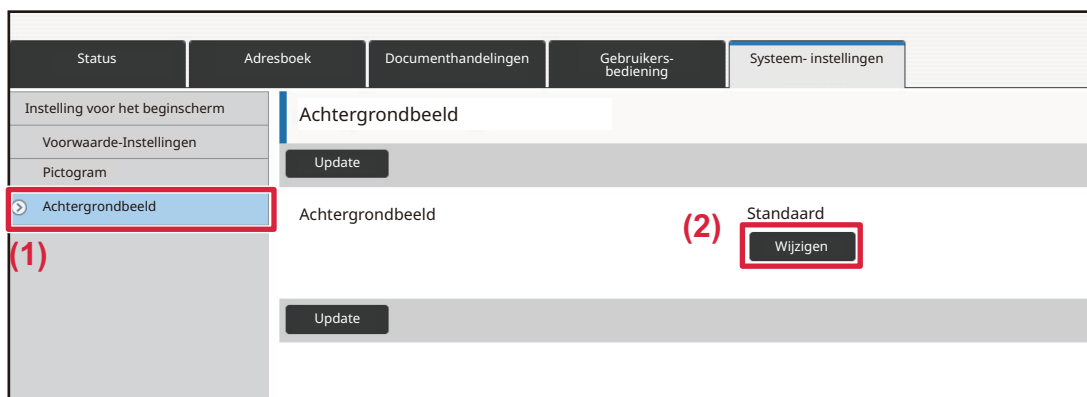 Status
Adresboek
Documenthandelingen
Gebruikers-
bediening
Systeem- instellingen
Instelling voor het beginscherm
Voorwaarde-Instellingen
Pictogram
Achtergrondbeeld
(1)
Achtergrondbeeld
Update
Achtergrondbeeld
Standaard
(2)
Wijzigen
Update